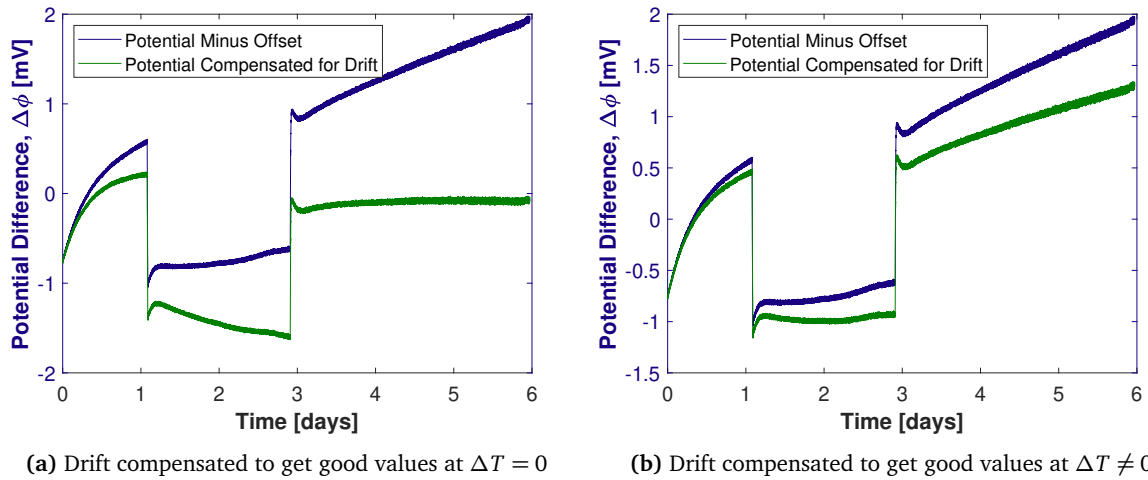 Potential Difference, Δϕ [mV]
2
1
0
-1
-2
Potential Minus Offset
Potential Compensated for Drift
0 1 2 3 4 5 6
Time [days]
(a) Drift compensated to get good values at ΔT = 0
Potential Difference, Δϕ [mV]
2
1.5
1
0.5
0
-0.5
-1
-1.5
Potential Minus Offset
Potential Compensated for Drift
0 1 2 3 4 5 6
Time [days]
(b) Drift compensated to get good values at ΔT ≠ 0